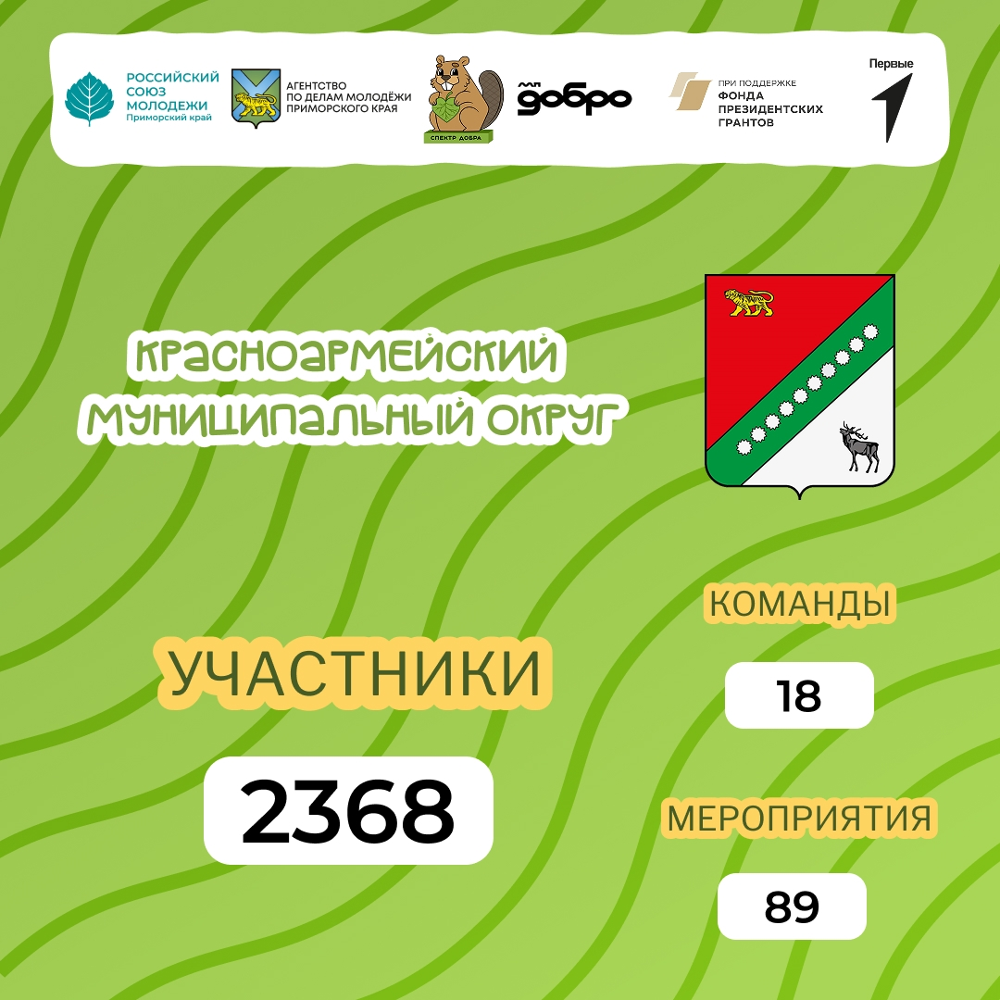 РОССИЙСКИЙ
СОЮЗ
МОЛОДЕЖИ
Приморский край
АГЕНТСТВО
ПО ДЕЛАМ МОЛОДЁЖИ
ПРИМОРСКОГО КРАЯ
СПЕКТР ДОБРА
добро
ПРИ ПОДДЕРЖКЕ
ФОНДА
ПРЕЗИДЕНТСКИХ
ГРАНТОВ
Первые
КРАСНОАРМЕЙСКИЙ
МУНИЦИПАЛЬНЫЙ ОКРУГ
УЧАСТНИКИ
2368
КОМАНДЫ
18
МЕРОПРИЯТИЯ
89